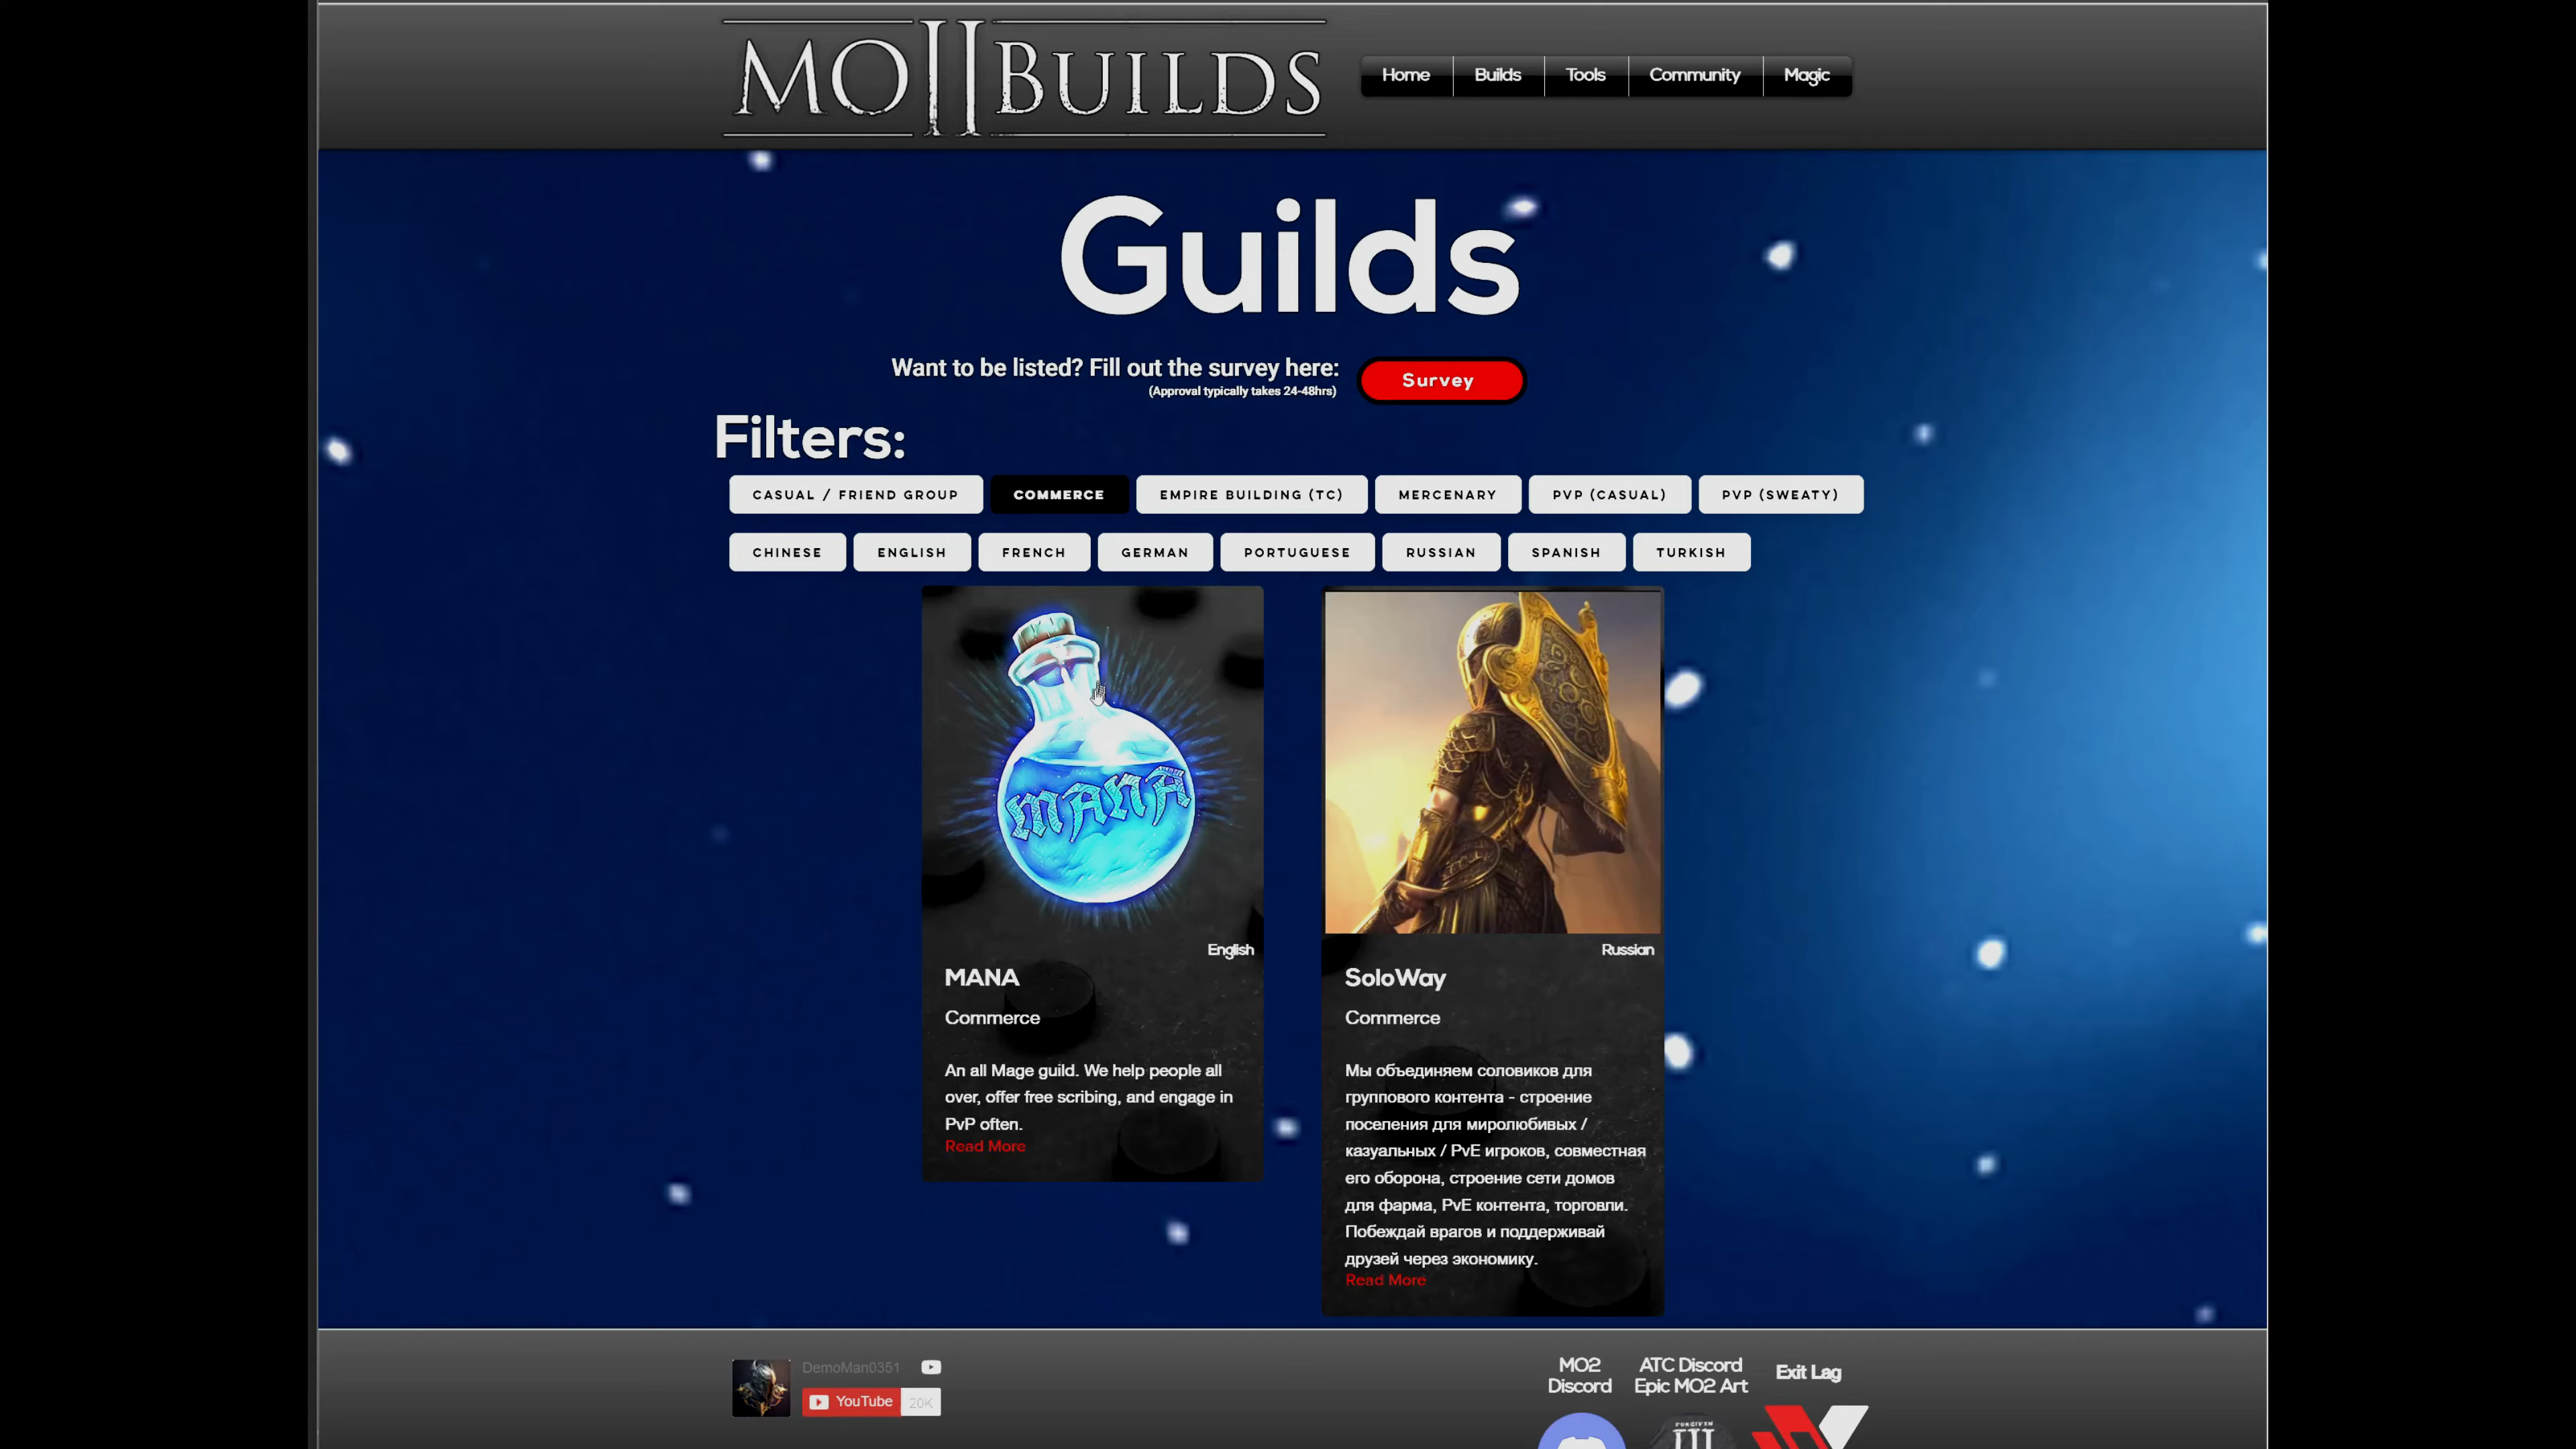 MOIIBUILDS
Home Builds Tools Community Magic
Guilds
Want to be listed? Fill out the survey here:
(Approval typically takes 24-48hrs)
Survey
Filters:
CASUAL / FRIEND GROUP COMMERCE EMPIRE BUILDING (TC) MERCENARY PVP (CASUAL) PVP (SWEATY)
CHINESE ENGLISH FRENCH GERMAN PORTUGUESE RUSSIAN SPANISH TURKISH
MANA
English
MANA
Commerce
An all Mage guild. We help people all
over, offer free scribing, and engage in
PvP often.
Read More
Russian
SoloWay
Commerce
Мы объединяем соловиков для
группового контента - строение
поселения для миролюбивых /
казуальных / PvE игроков, совместная
его оборона, строение сети домов
для фарма, PvE контента, торговли.
Побеждай врагов и поддерживай
друзей через экономику.
Read More
DemoMan0351
YouTube 20K
MO2
Discord
ATC Discord
Epic MO2 Art
Exit Lag
FORGIVEN